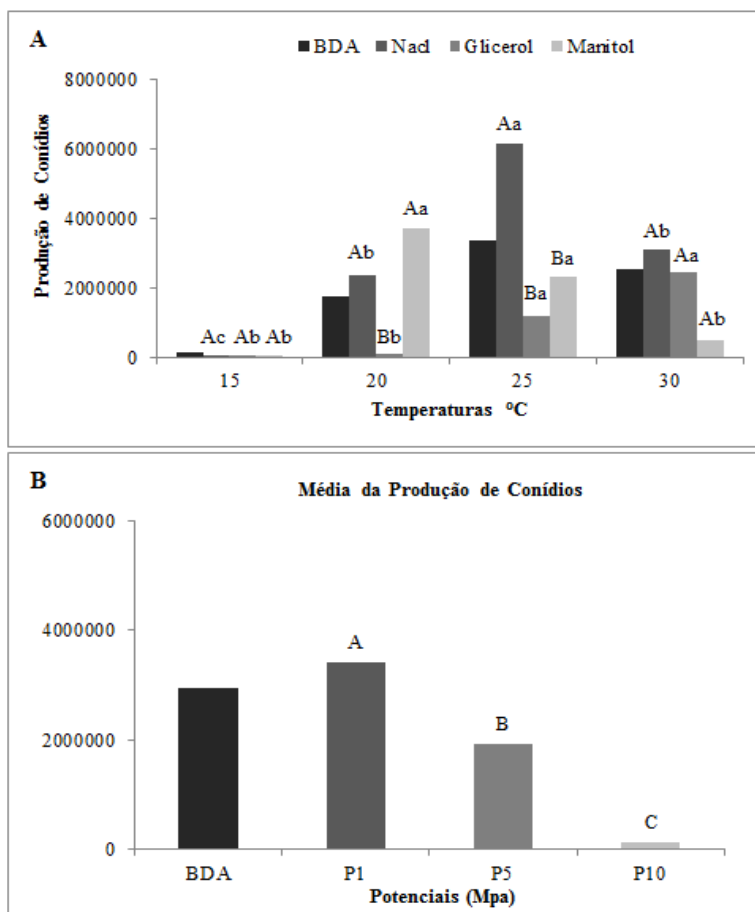 A
BDA Nacl Glicerol Manitol
Produção de Conídios
8000000
6000000
4000000
2000000
0
Ac Ab Ab
Ab Bb Aa
Aa Ba Ba
Ab Aa Ab
15 20 25 30
Temperaturas ºC
B
Média da Produção de Conídios
6000000
4000000
2000000
0
A
B
C
BDA P1 P5 P10
Potenciais (Mpa)